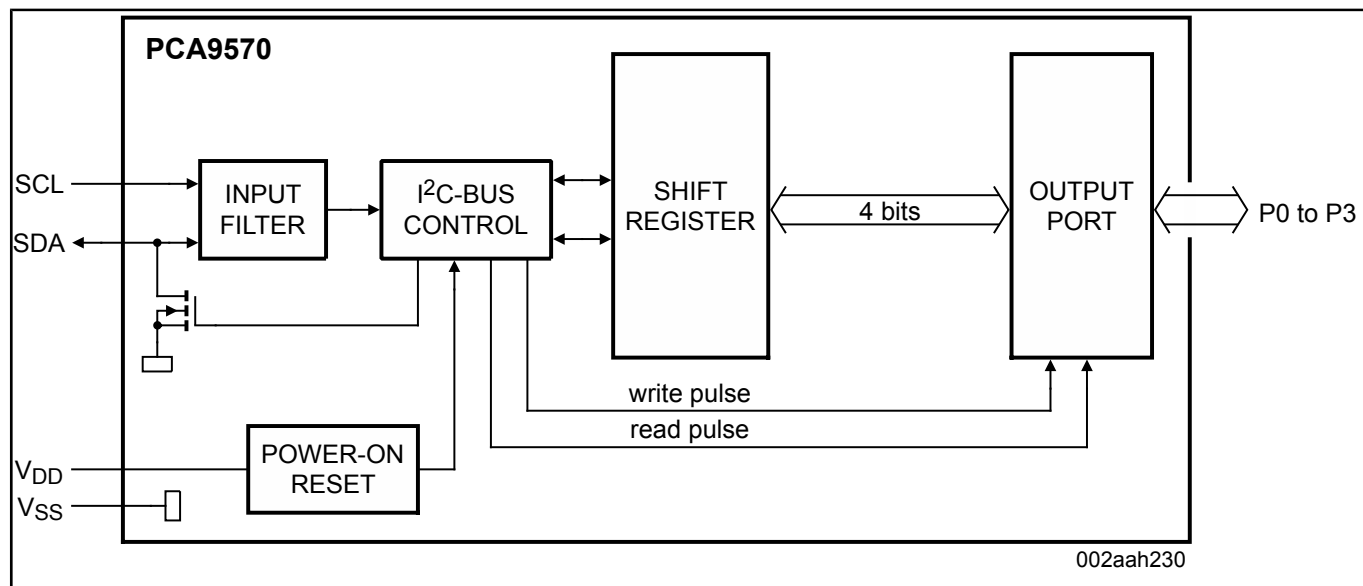 PCA9570
SCL
SDA
INPUT
FILTER
I²C-BUS
CONTROL
SHIFT
REGISTER
4 bits
OUTPUT
PORT
P0 to P3
write pulse
read pulse
POWER-ON
RESET
VDD
VSS
002aah230